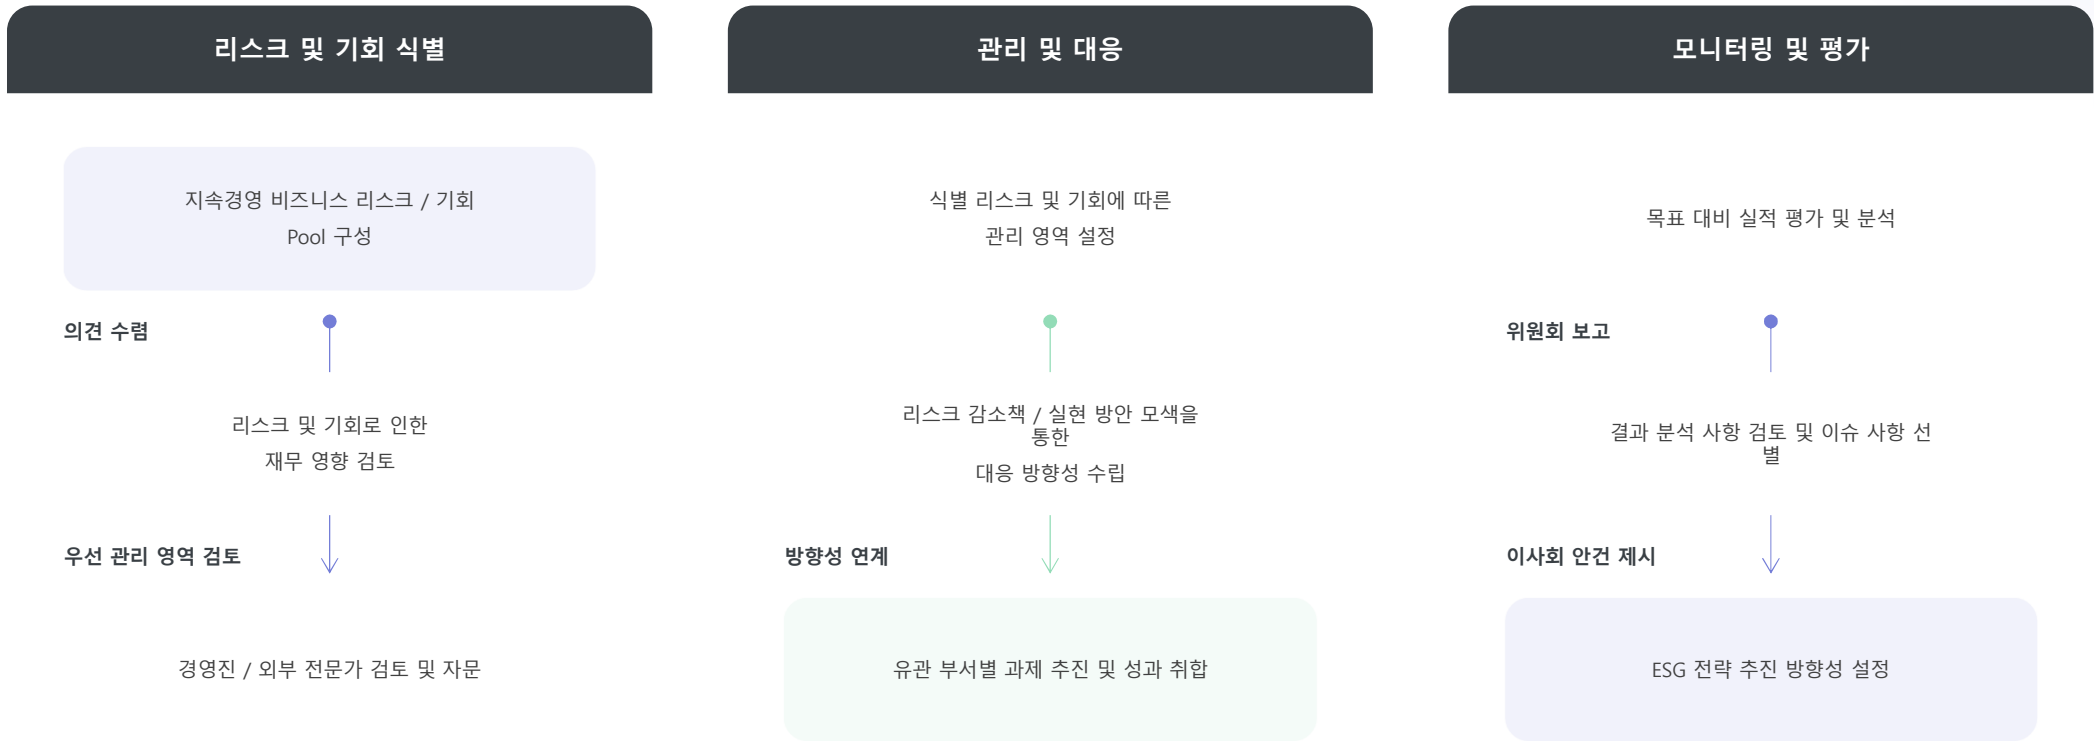 리스크 및 기회 식별
지속경영 비즈니스 리스크 / 기회
Pool 구성
의견 수렴
리스크 및 기회로 인한
재무 영향 검토
우선 관리 영역 검토
경영진 / 외부 전문가 검토 및 자문
관리 및 대응
식별 리스크 및 기회에 따른
관리 영역 설정
리스크 감소책 / 실현 방안 모색을
통한
대응 방향성 수립
방향성 연계
유관 부서별 과제 추진 및 성과 취합
모니터링 및 평가
목표 대비 실적 평가 및 분석
위원회 보고
결과 분석 사항 검토 및 이슈 사항 선
별
이사회 안건 제시
ESG 전략 추진 방향성 설정